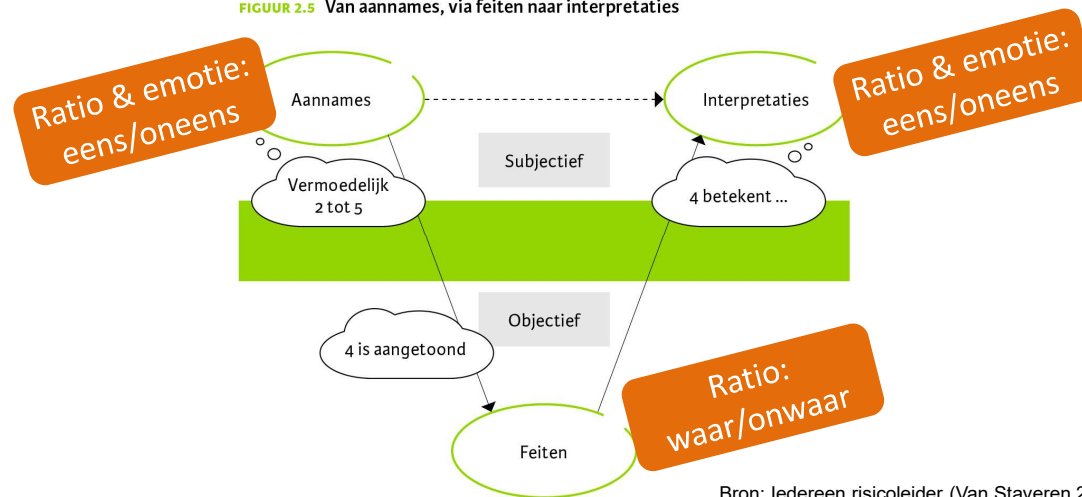 FIGUUR 2.5 Van aannames, via feiten naar interpretaties
Ratio & emotie:
eens/oneens
Aannames
Interpretaties
Ratio & emotie:
eens/oneens
Subjectief
Vermoedelijk
2 tot 5
4 betekent ...
Objectief
4 is aangetoond
Ratio:
waar/onwaar
Feiten
Bron: Iedereen risicoleider (Van Staveren 2